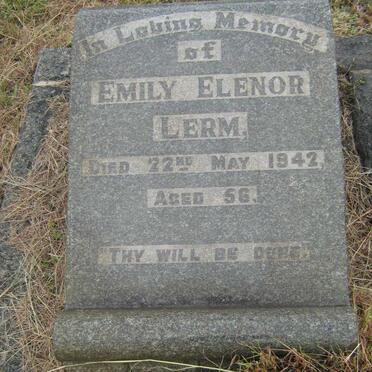 In Loving Memory
of
EMILY ELENOR
LERM,
DIED 22ND MAY 1942,
AGED 56.
THY WILL BE DONE.